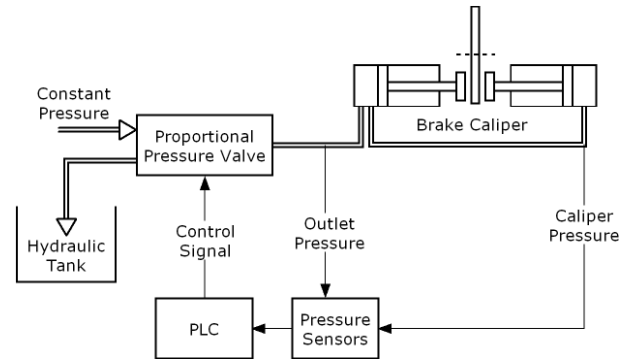 Constant
Pressure
Proportional
Pressure Valve
Brake Caliper
Hydraulic
Tank
Control
Signal
Outlet
Pressure
Caliper
Pressure
PLC
Pressure
Sensors